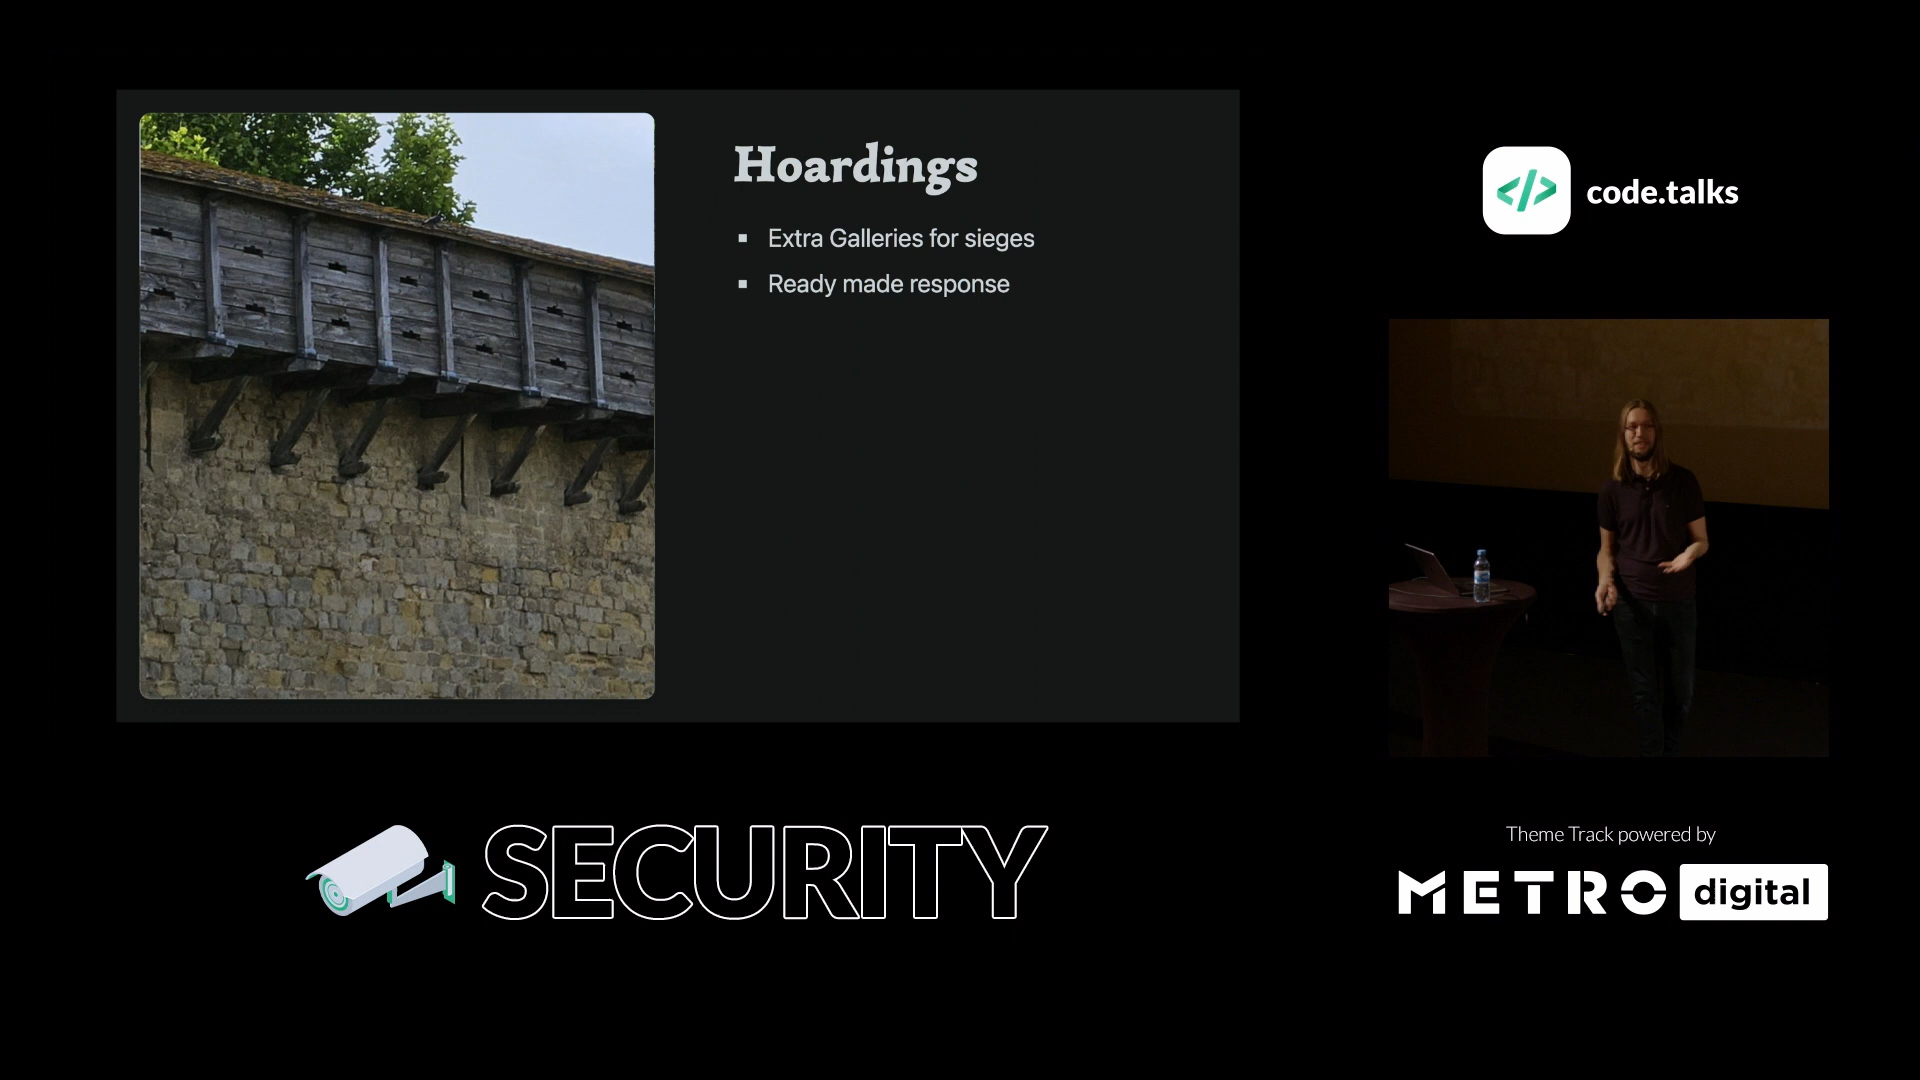 Hoardings
Extra Galleries for sieges
Ready made response
</> code.talks
SECURITY
Theme Track powered by
METRO digital